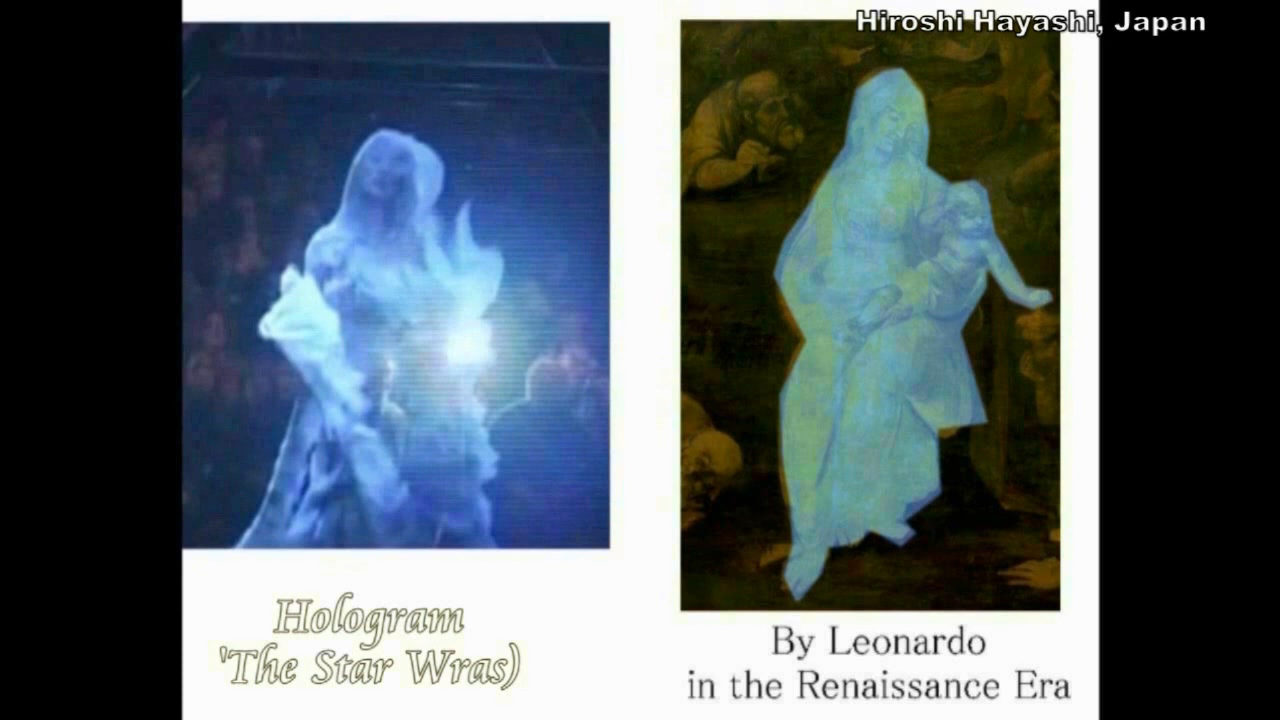 Hiroshi Hayashi, Japan
Hologram
'The Star Wras)
By Leonardo
in the Renaissance Era